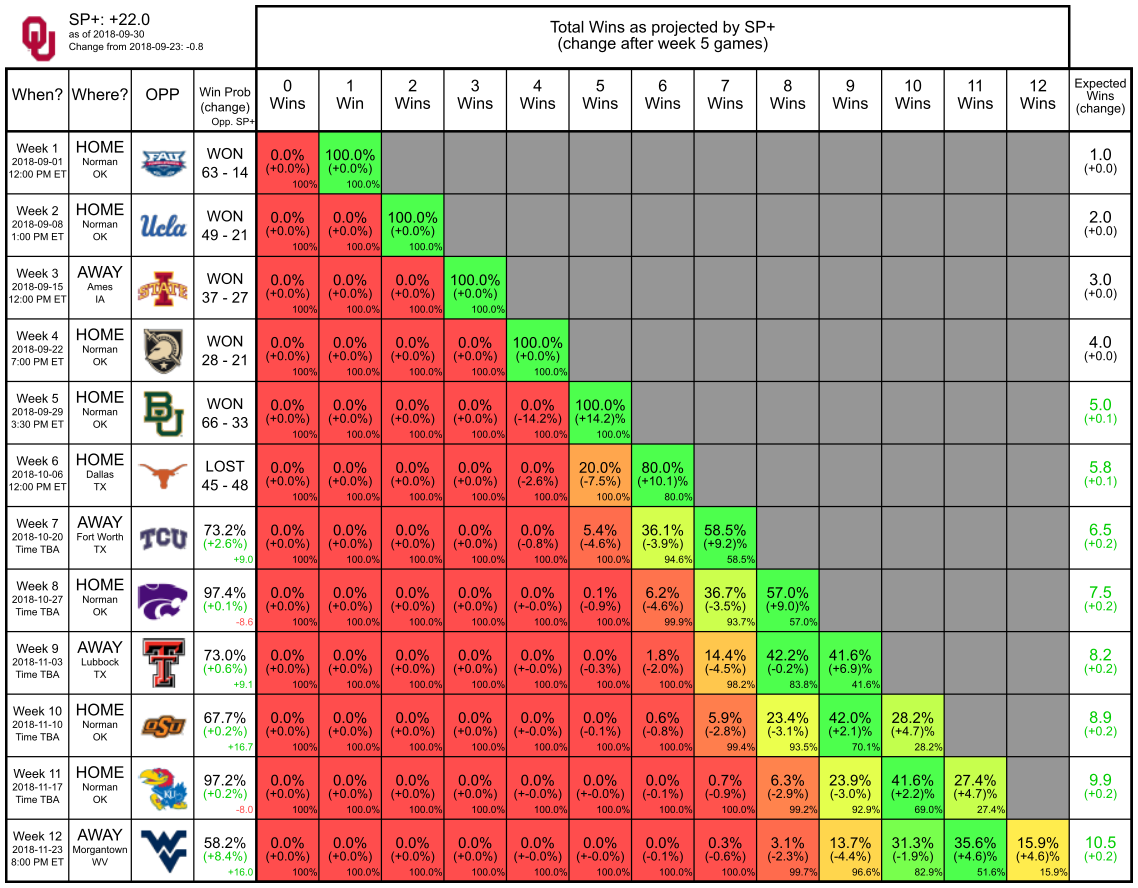 SP+: +22.0
as of 2018-09-30
Change from 2018-09-23: -0.8
Total Wins as projected by SP+
(change after week 5 games)
When? Where? OPP Win Prob (change) Opp. SP+ 0 Wins 1 Win 2 Wins 3 Wins 4 Wins 5 Wins 6 Wins 7 Wins 8 Wins 9 Wins 10 Wins 11 Wins 12 Wins Expected Wins (change)
Week 1 HOME FAU WON 0.0% 100.0% 1.0
2018-09-01 Norman 63 - 14 (+0.0%) (+0.0%) (+0.0)
12:00 PM ET OK 100% 100.0%
Week 2 HOME Ucla WON 0.0% 0.0% 100.0% 2.0
2018-09-08 Norman 49 - 21 (+0.0%) (+0.0%) (+0.0%) (+0.0)
1:00 PM ET OK 100% 100.0% 100.0%
Week 3 AWAY STATE WON 0.0% 0.0% 0.0% 100.0% 3.0
2018-09-15 Ames 37 - 27 (+0.0%) (+0.0%) (+0.0%) (+0.0%) (+0.0)
12:00 PM ET IA 100% 100.0% 100.0% 100.0%
Week 4 HOME WON 0.0% 0.0% 0.0% 0.0% 100.0% 4.0
2018-09-22 Norman 28 - 21 (+0.0%) (+0.0%) (+0.0%) (+0.0%) (+0.0%) (+0.0)
7:00 PM ET OK 100% 100.0% 100.0% 100.0% 100.0%
Week 5 HOME BU WON 0.0% 0.0% 0.0% 0.0% 0.0% 100.0% 5.0
2018-09-29 Norman 66 - 33 (+0.0%) (+0.0%) (+0.0%) (+0.0%) (-14.2%) (+14.2)% (+0.1)
3:30 PM ET OK 100% 100.0% 100.0% 100.0% 100.0% 100.0%
Week 6 HOME LOST 0.0% 0.0% 0.0% 0.0% 0.0% 20.0% 80.0% 5.8
2018-10-06 Dallas 45 - 48 (+0.0%) (+0.0%) (+0.0%) (+0.0%) (-2.6%) (-7.5%) (+10.1)% (+0.1)
12:00 PM ET TX 100% 100.0% 100.0% 100.0% 100.0% 100.0% 80.0%
Week 7 AWAY TCU 73.2% 0.0% 0.0% 0.0% 0.0% 0.0% 5.4% 36.1% 58.5% 6.5
2018-10-20 Fort Worth (+2.6%) (+0.0%) (+0.0%) (+0.0%) (+0.0%) (-0.8%) (-4.6%) (-3.9%) (+9.2)% (+0.2)
Time TBA TX +9.0 100% 100.0% 100.0% 100.0% 100.0% 100.0% 94.6% 58.5%
Week 8 HOME 97.4% 0.0% 0.0% 0.0% 0.0% 0.0% 0.1% 6.2% 36.7% 57.0% 7.5
2018-10-27 Norman (+0.1%) (+0.0%) (+0.0%) (+0.0%) (+0.0%) (+-0.0%) (-0.9%) (-4.6%) (-3.5%) (+9.0)% (+0.2)
Time TBA OK -8.6 100% 100.0% 100.0% 100.0% 100.0% 100.0% 99.9% 93.7% 57.0%
Week 9 AWAY T 73.0% 0.0% 0.0% 0.0% 0.0% 0.0% 0.0% 1.8% 14.4% 42.2% 41.6% 8.2
2018-11-03 Lubbock (+0.6%) (+0.0%) (+0.0%) (+0.0%) (+0.0%) (+-0.0%) (-0.3%) (-2.0%) (-4.5%) (-0.2%) (+6.9)% (+0.2)
Time TBA TX +9.1 100% 100.0% 100.0% 100.0% 100.0% 100.0% 100.0% 98.2% 83.8% 41.6%
Week 10 HOME OSU 67.7% 0.0% 0.0% 0.0% 0.0% 0.0% 0.0% 0.6% 5.9% 23.4% 42.0% 28.2% 8.9
2018-11-10 Norman (+0.2%) (+0.0%) (+0.0%) (+0.0%) (+0.0%) (+-0.0%) (-0.1%) (-0.8%) (-2.8%) (-3.1%) (+2.1)% (+4.7)% (+0.2)
Time TBA OK +16.7 100% 100.0% 100.0% 100.0% 100.0% 100.0% 100.0% 99.4% 93.5% 70.1% 28.2%
Week 11 HOME KU 97.2% 0.0% 0.0% 0.0% 0.0% 0.0% 0.0% 0.0% 0.7% 6.3% 23.9% 41.6% 27.4% 9.9
2018-11-17 Norman (+0.2%) (+0.0%) (+0.0%) (+0.0%) (+0.0%) (+-0.0%) (+-0.0%) (-0.1%) (-0.9%) (-2.9%) (-3.0%) (+2.2)% (+4.7)% (+0.2)
Time TBA OK -8.0 100% 100.0% 100.0% 100.0% 100.0% 100.0% 100.0% 100.0% 99.2% 92.9% 69.0% 27.4%
Week 12 AWAY WV 58.2% 0.0% 0.0% 0.0% 0.0% 0.0% 0.0% 0.0% 0.3% 3.1% 13.7% 31.3% 35.6% 15.9% 10.5
2018-11-23 Morgantown (+8.4%) (+0.0%) (+0.0%) (+0.0%) (+0.0%) (+-0.0%) (+-0.0%) (-0.1%) (-0.6%) (-2.3%) (-4.4%) (-1.9%) (+4.6)% (+4.6)% (+0.2)
8:00 PM ET WV +16.0 100% 100.0% 100.0% 100.0% 100.0% 100.0% 100.0% 100.0% 99.7% 96.6% 82.9% 51.6% 15.9%